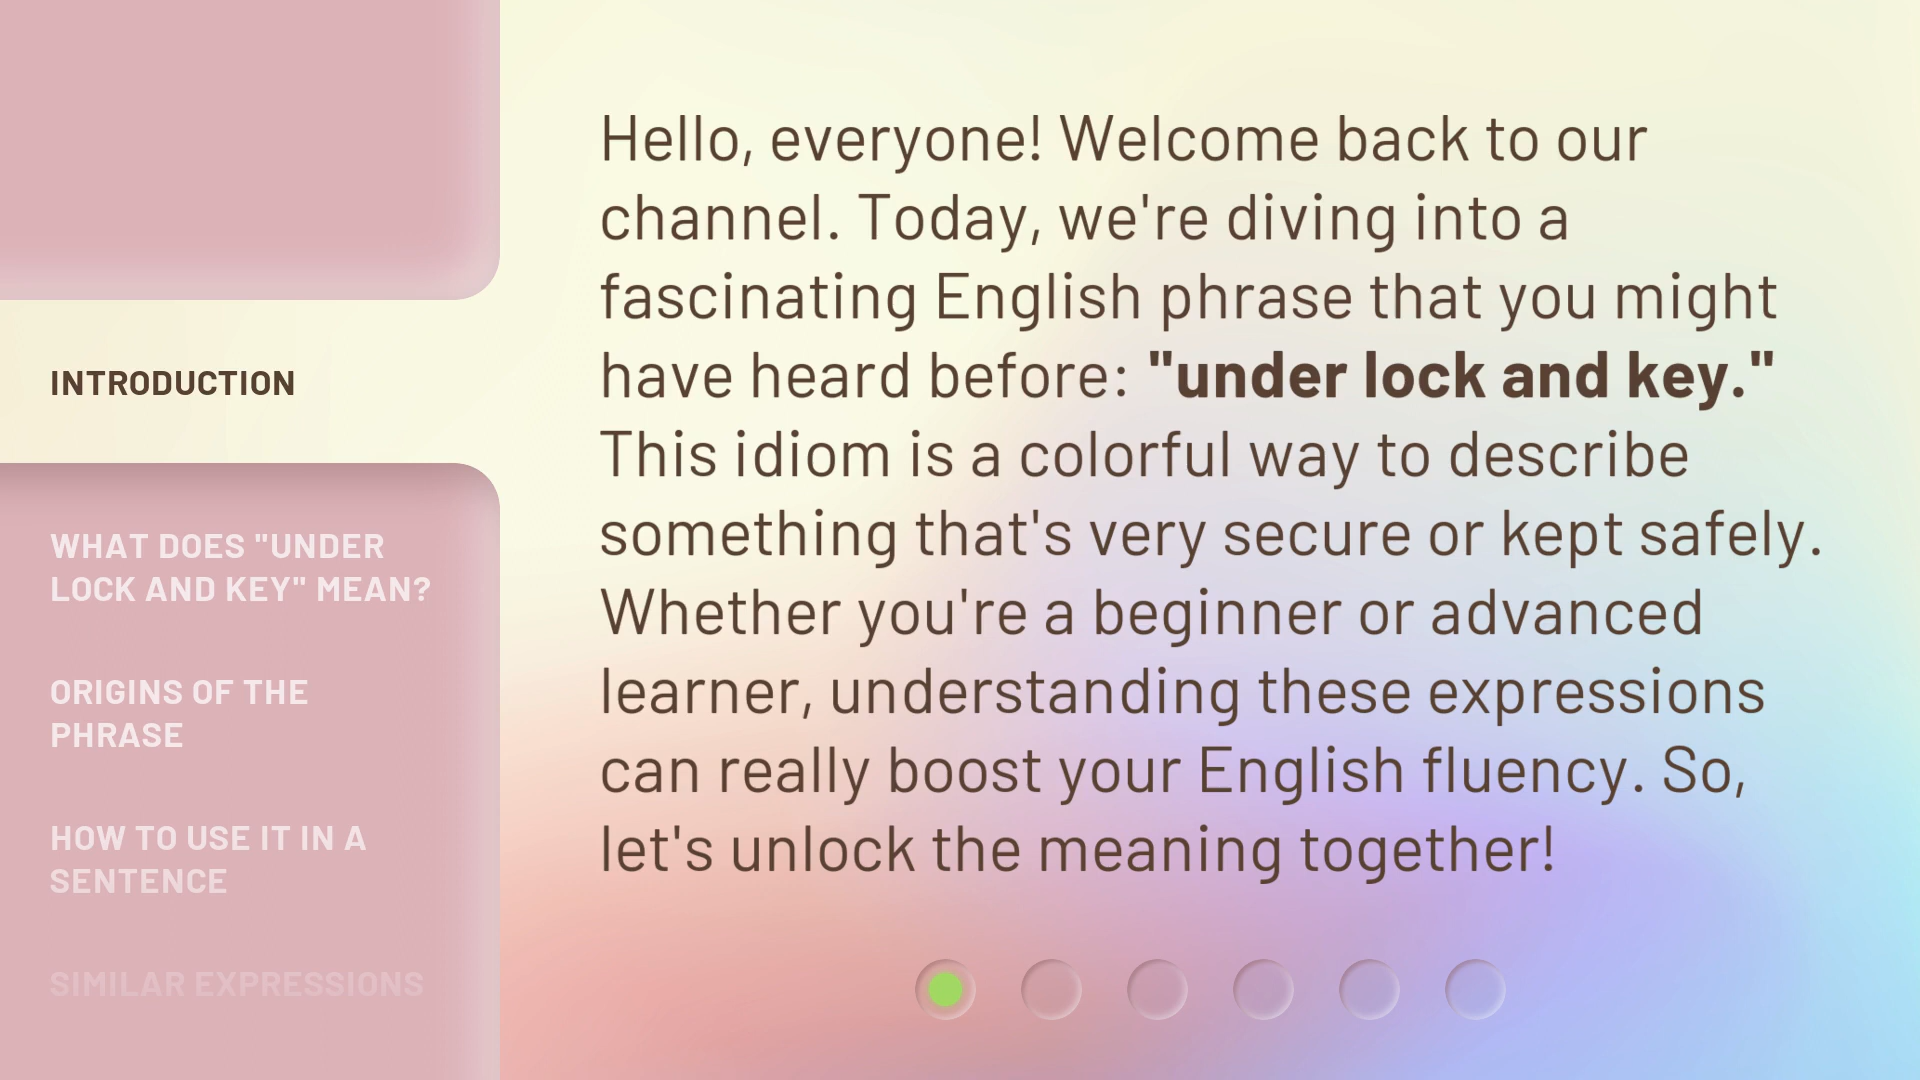 INTRODUCTION
WHAT DOES "UNDER
LOCK AND KEY" MEAN?
ORIGINS OF THE
PHRASE
HOW TO USE IT IN A
SENTENCE
SIMILAR EXPRESSIONS
Hello, everyone! Welcome back to our
channel. Today, we're diving into a
fascinating English phrase that you might
have heard before: "under lock and key."
This idiom is a colorful way to describe
something that's very secure or kept safely.
Whether you're a beginner or advanced
learner, understanding these expressions
can really boost your English fluency. So,
let's unlock the meaning together!